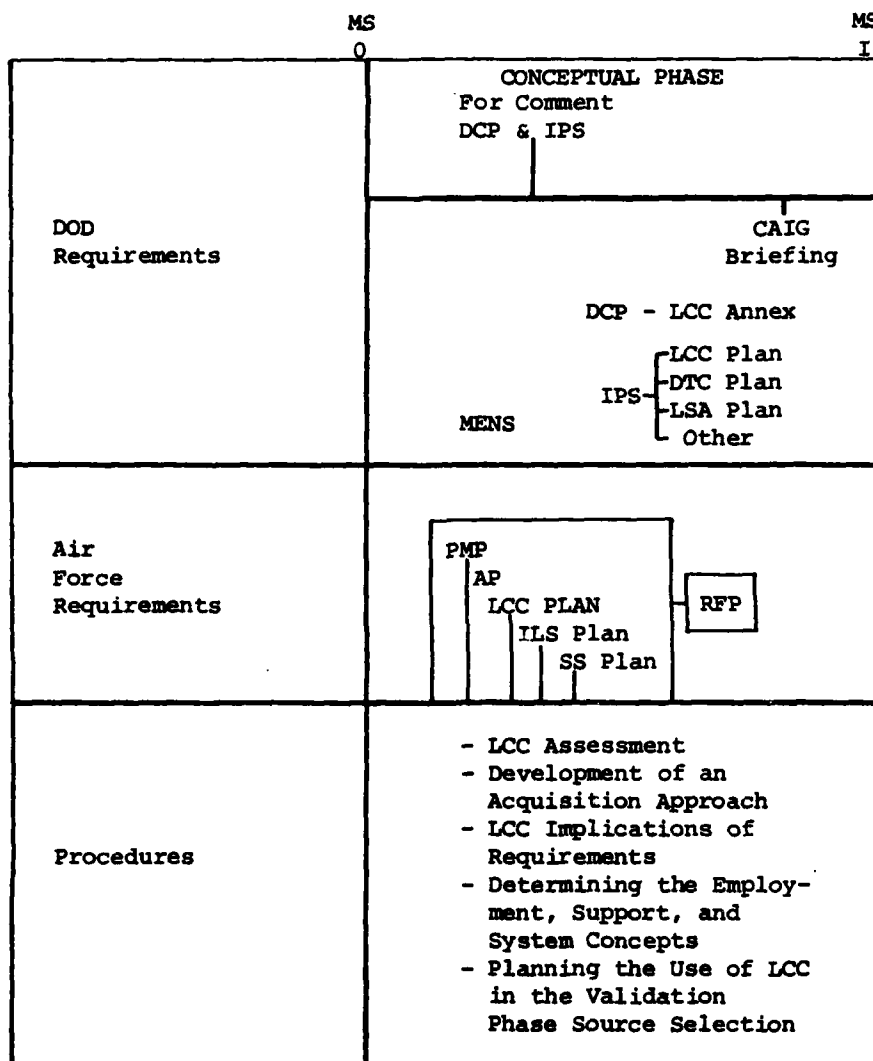 MS MS
0 I
CONCEPTUAL PHASE
For Comment
DCP & IPS
DOD
Requirements
CAIG
Briefing
DCP - LCC Annex
IPS
LCC Plan
DTC Plan
LSA Plan
Other
MENS
Air
Force
Requirements
PMP
AP
LCC PLAN
ILS Plan
SS Plan
RFP
Procedures
- LCC Assessment
- Development of an
Acquisition Approach
- LCC Implications of
Requirements
- Determining the Employ-
ment, Support, and
System Concepts
- Planning the Use of LCC
in the Validation
Phase Source Selection